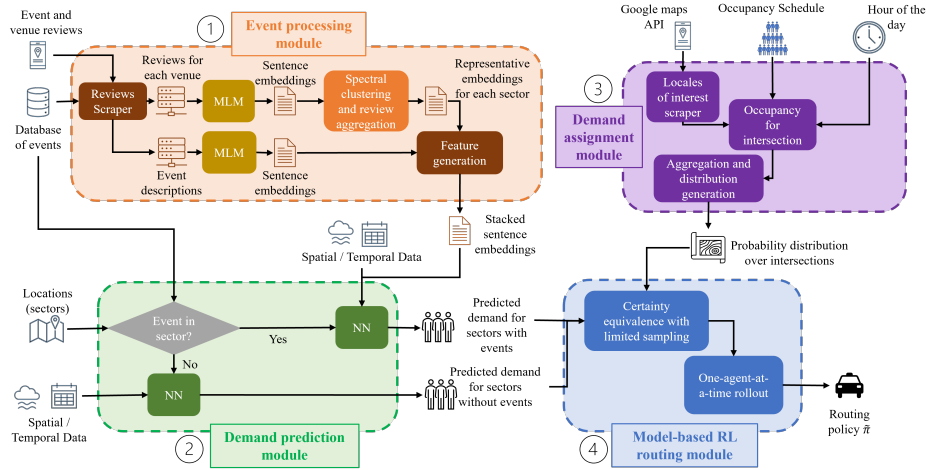 Event and
venue reviews
1
Event processing
module
Reviews for
each venue
Sentence
embeddings
Representative
embeddings
for each sector
Reviews
Scraper
MLM
Spectral
clustering
and review
aggregation
Database
of events
MLM
Feature
generation
Event
descriptions
Sentence
embeddings
Stacked
sentence
embeddings
Spatial / Temporal Data
Google maps
API
Occupancy Schedule
Hour of the
day
3
Demand
assignment
module
Locales
of interest
scraper
Occupancy
for
intersection
Aggregation and
distribution
generation
Probability distribution
over intersections
Locations
(sectors)
Event in
sector?
Yes
No
NN
NN
Predicted
demand for
sectors with
events
Predicted demand
for sectors
without events
Spatial /
Temporal Data
2
Demand prediction
module
Certainty
equivalence with
limited sampling
One-agent-at-
a-time rollout
Routing
policy π̃
4
Model-based RL
routing module